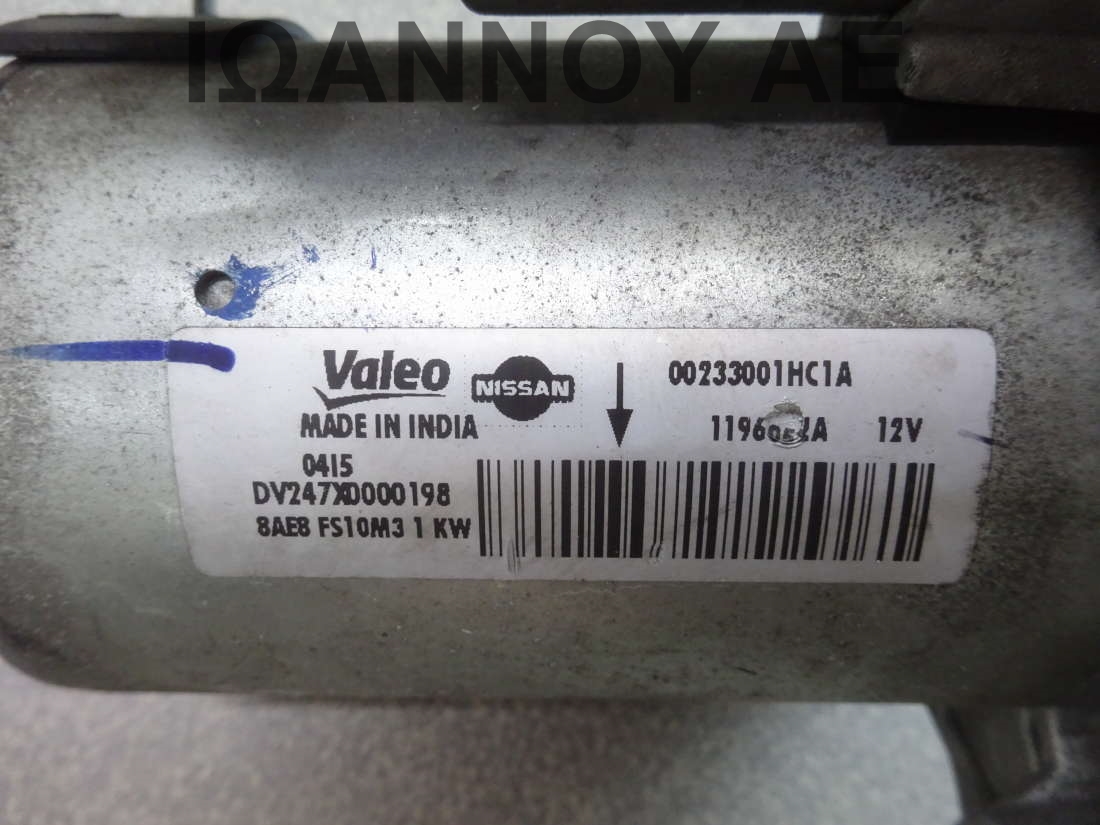 ΙΩΑΝΝΟΥ ΑΕ
Valeo NISSAN 00233001HC1A
MADE IN INDIA 12V
0415
DV247X0000198
8AE8 FS10M3 1 KW